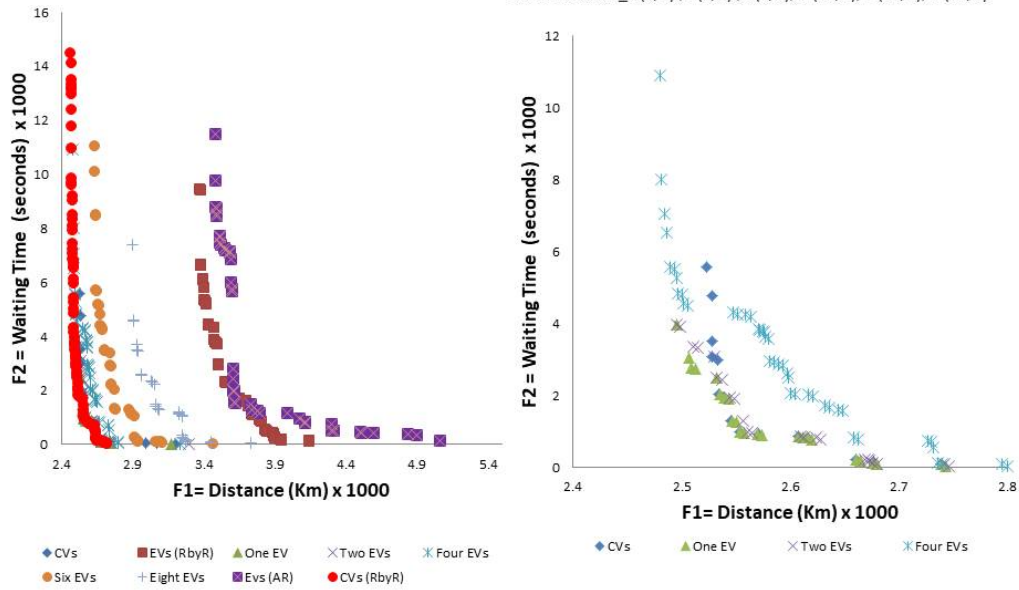 F2 = Waiting Time (seconds) x 1000
16
14
12
10
8
6
4
2
0
2.4 2.9 3.4 3.9 4.4 4.9 5.4
F1= Distance (Km) x 1000
CVs EVs (RbyR) One EV Two EVs Four EVs
Six EVs Eight EVs Evs (AR) CVs (RbyR)
F2 = Waiting Time (seconds) x 1000
12
10
8
6
4
2
0
2.4 2.5 2.6 2.7 2.8
F1= Distance (Km) x 1000
CVs One EV Two EVs Four EVs